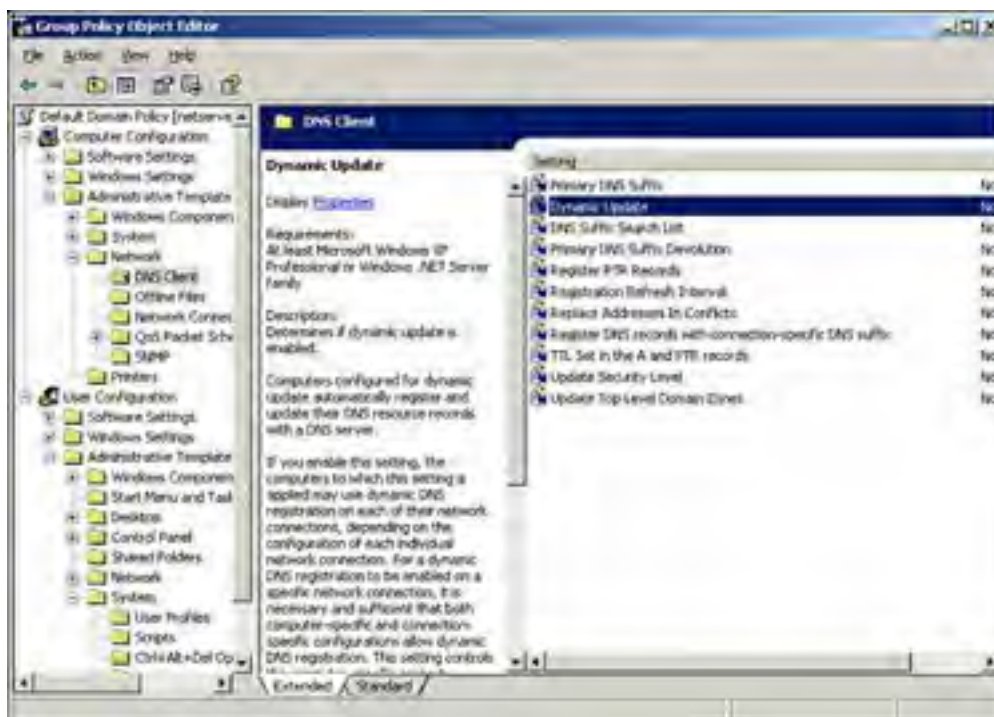 Group Policy Object Editor
File Action View Help
Default Domain Policy [netserve
Computer Configuration
Software Settings
Windows Settings
Administrative Template
Windows Componen
System
Network
DNS Client
Offline Files
Network Connec
QoS Packet Sche
SNMP
Printers
User Configuration
Software Settings
Windows Settings
Administrative Template
Windows Componen
Start Menu and Task
Desktop
Control Panel
Shared Folders
Network
System
User Profiles
Scripts
Ctrl+Alt+Del Op
DNS Client
Dynamic Update
Display Properties
Requirements:
At least Microsoft Windows XP
Professional or Windows .NET Server
family
Description:
Determines if dynamic update is
enabled.
Computers configured for dynamic
update automatically register and
update their DNS resource records
with a DNS server.
If you enable this setting, the
computers to which this setting is
applied may use dynamic DNS
registration on each of their network
connections, depending on the
configuration of each individual
network connection. For a dynamic
DNS registration to be enabled on a
specific network connection, it is
necessary and sufficient that both
computer-specific and connection-
specific configurations allow dynamic
DNS registration. This setting controls
Extended Standard
Setting
Primary DNS Suffix No
Dynamic Update No
DNS Suffix Search List No
Primary DNS Suffix Devolution No
Register PTR Records No
Registration Refresh Interval No
Replace Addresses In Conflicts No
Register DNS records with connection-specific DNS suffix No
TTL Set in the A and PTR records No
Update Security Level No
Update Top Level Domain Zones No